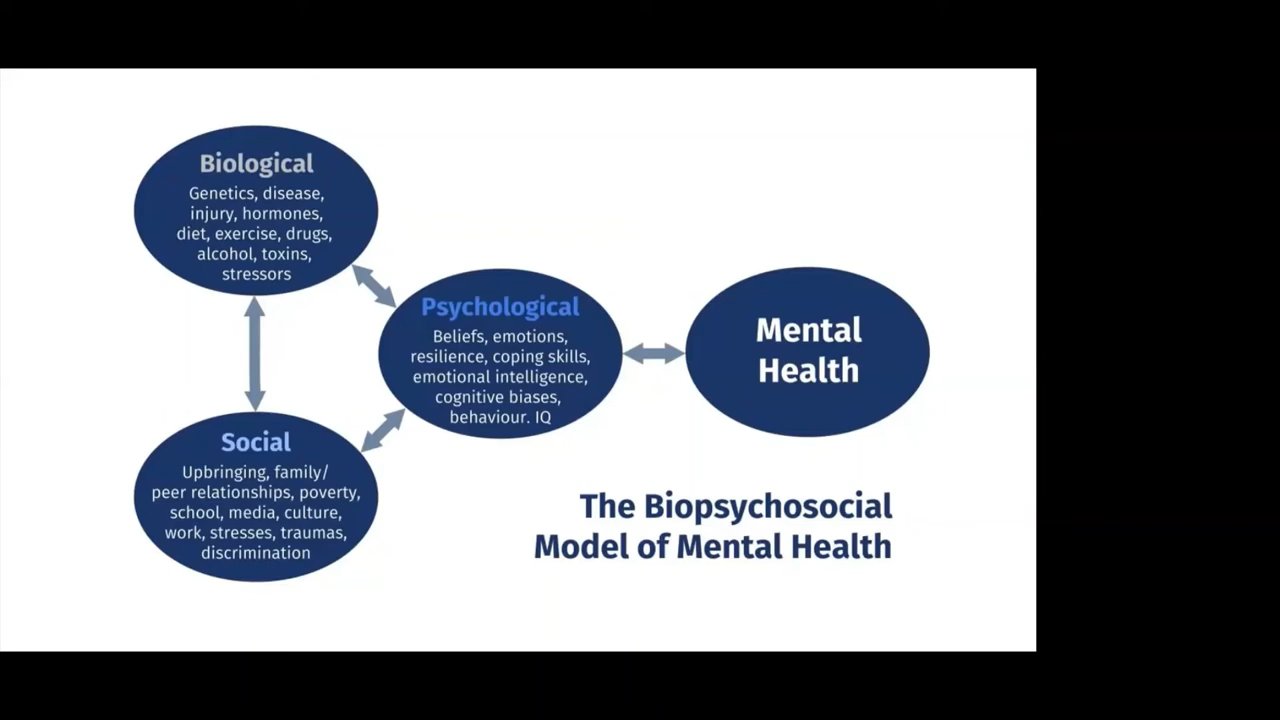 Biological
Genetics, disease,
injury, hormones,
diet, exercise, drugs,
alcohol, toxins,
stressors
Psychological
Beliefs, emotions,
resilience, coping skills,
emotional intelligence,
cognitive biases,
behaviour. IQ
Mental
Health
Social
Upbringing, family/
peer relationships, poverty,
school, media, culture,
work, stresses, traumas,
discrimination
The Biopsychosocial
Model of Mental Health